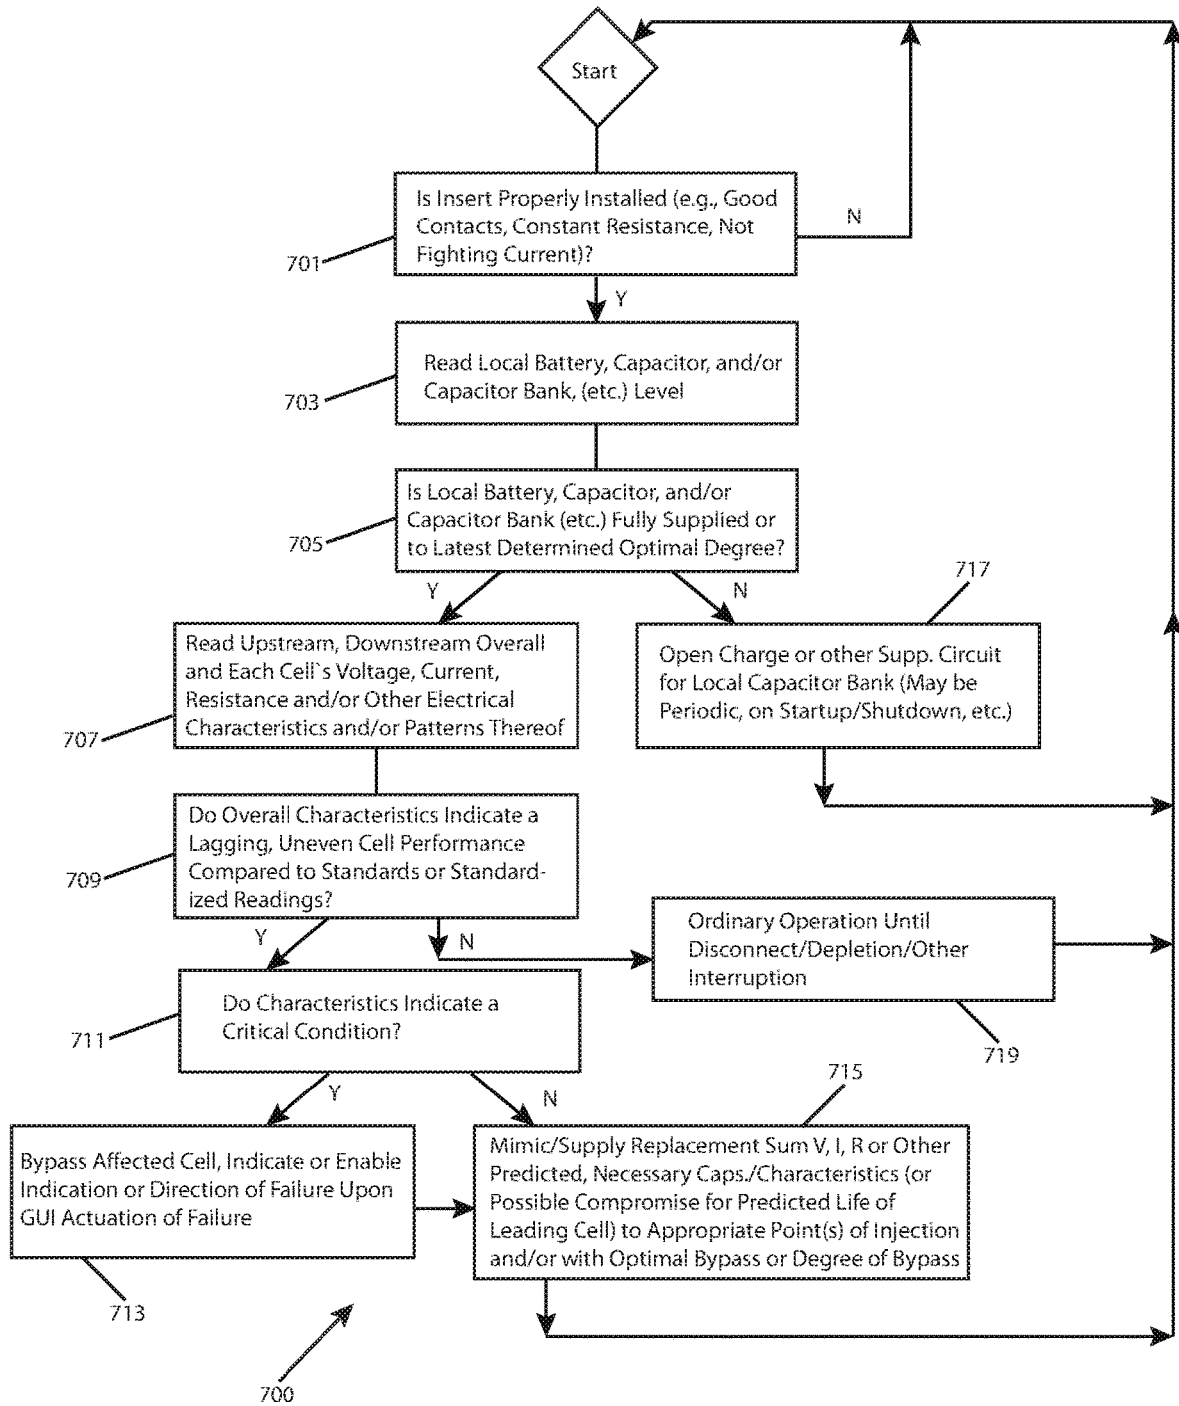 Start
Is Insert Properly Installed (e.g., Good
Contacts, Constant Resistance, Not
Fighting Current)?
N
701
Y
Read Local Battery, Capacitor, and/or
Capacitor Bank, (etc.) Level
703
Is Local Battery, Capacitor, and/or
Capacitor Bank (etc.) Fully Supplied or
to Latest Determined Optimal Degree?
705
717
Y
N
Read Upstream, Downstream Overall
and Each Cell`s Voltage, Current,
Resistance and/or Other Electrical
Characteristics and/or Patterns Thereof
707
Open Charge or other Supp. Circuit
for Local Capacitor Bank (May be
Periodic, on Startup/Shutdown, etc.)
Do Overall Characteristics Indicate a
Lagging, Uneven Cell Performance
Compared to Standards or Standard-
ized Readings?
709
Y
N
Ordinary Operation Until
Disconnect/Depletion/Other
Interruption
719
Do Characteristics Indicate a
Critical Condition?
711
715
Y
N
Bypass Affected Cell, Indicate or Enable
Indication or Direction of Failure Upon
GUI Actuation of Failure
713
Mimic/Supply Replacement Sum V, I, R or Other
Predicted, Necessary Caps./Characteristics (or
Possible Compromise for Predicted Life of
Leading Cell) to Appropriate Point(s) of Injection
and/or with Optimal Bypass or Degree of Bypass
700